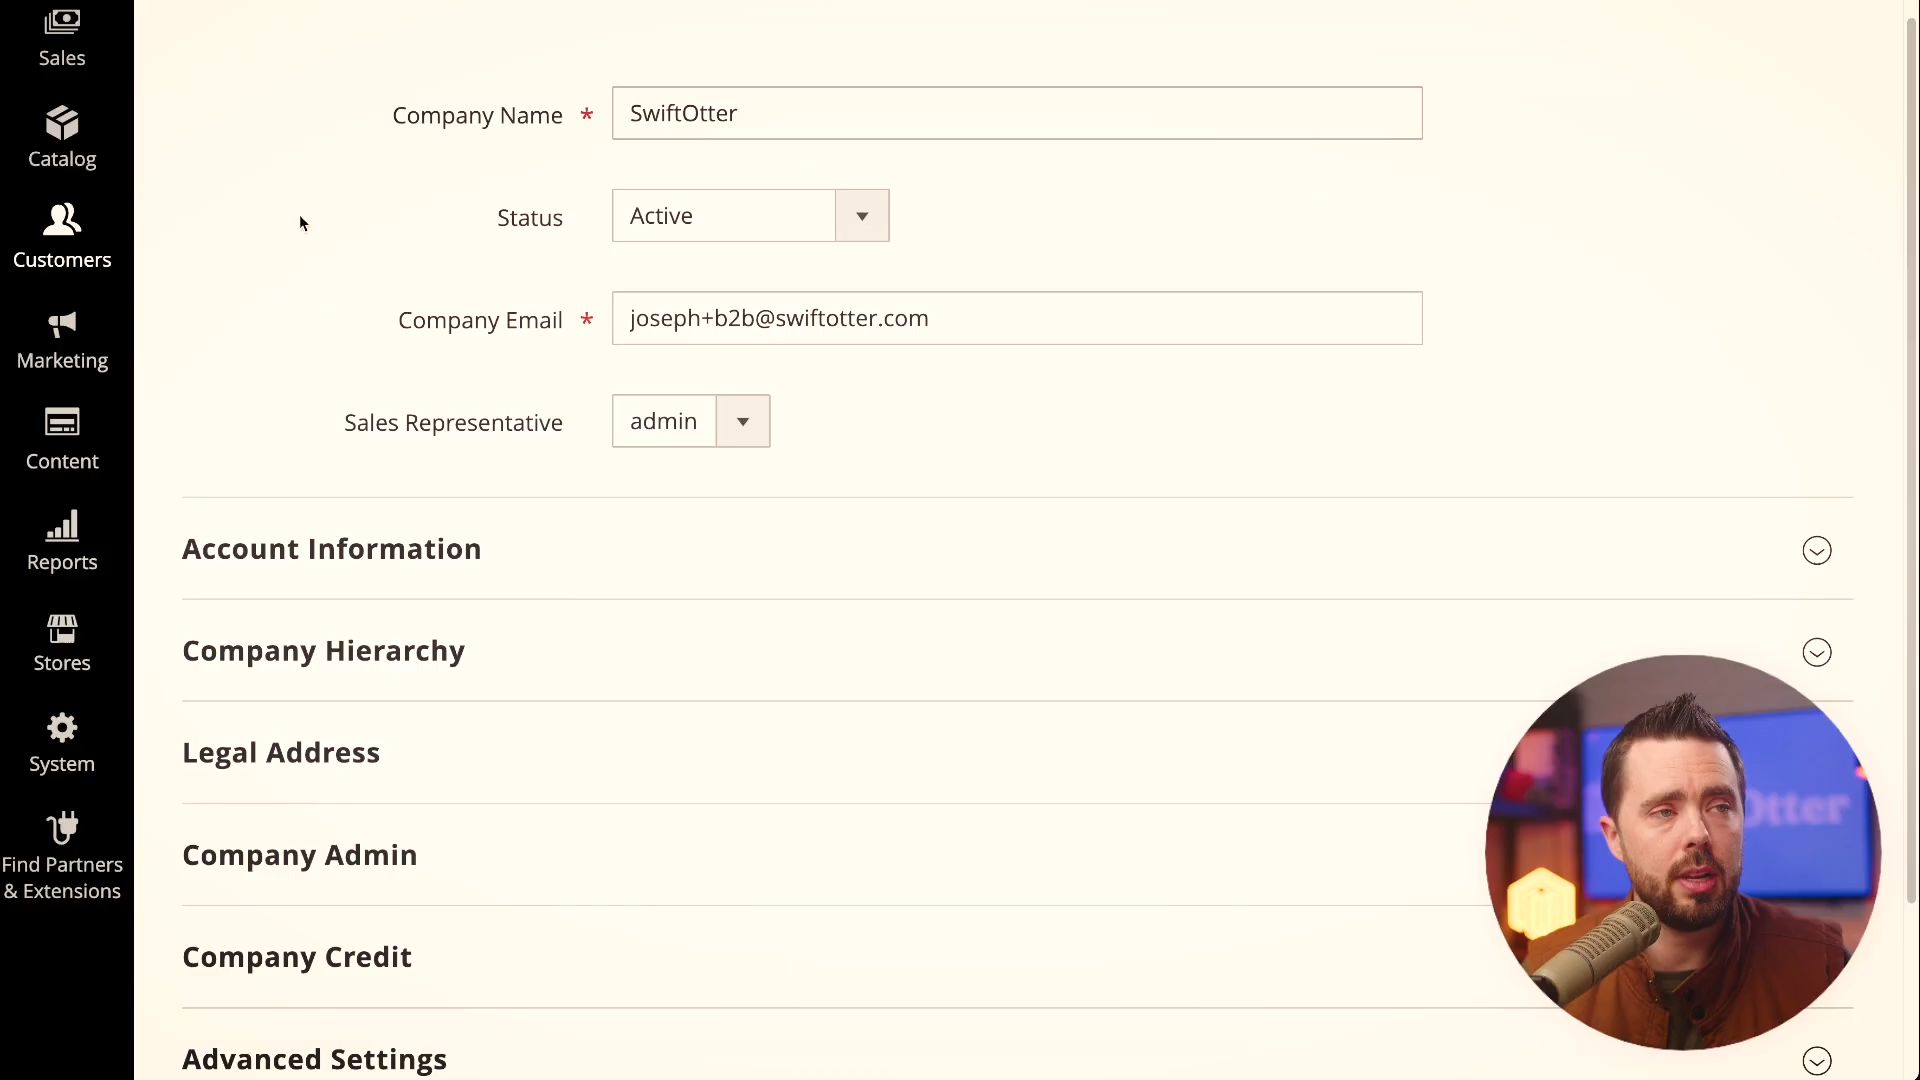 Sales
Catalog
Customers
Marketing
Content
Reports
Stores
System
Find Partners
& Extensions
Company Name *
SwiftOtter
Status
Active
Company Email *
joseph+b2b@swiftotter.com
Sales Representative
admin
Account Information
Company Hierarchy
Legal Address
Company Admin
Company Credit
Advanced Settings
Otter